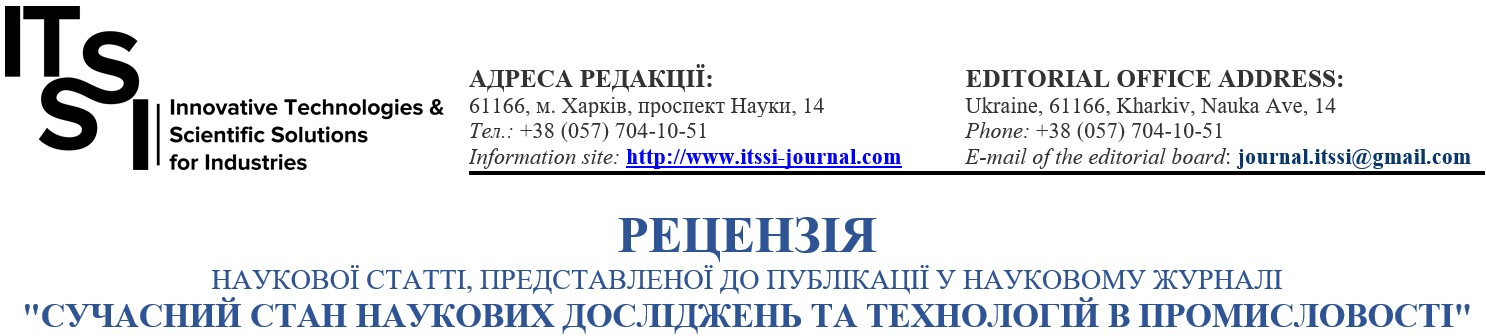 ITSSI
Innovative Technologies &
Scientific Solutions
for Industries
АДРЕСА РЕДАКЦІЇ:
61166, м. Харків, проспект Науки, 14
Тел.: +38 (057) 704-10-51
Information site: http://www.itssi-journal.com
EDITORIAL OFFICE ADDRESS:
Ukraine, 61166, Kharkiv, Nauka Ave, 14
Phone: +38 (057) 704-10-51
E-mail of the editorial board: journal.itssi@gmail.com
РЕЦЕНЗІЯ
НАУКОВОЇ СТАТТІ, ПРЕДСТАВЛЕНОЇ ДО ПУБЛІКАЦІЇ У НАУКОВОМУ ЖУРНАЛІ
"СУЧАСНИЙ СТАН НАУКОВИХ ДОСЛІДЖЕНЬ ТА ТЕХНОЛОГІЙ В ПРОМИСЛОВОСТІ"